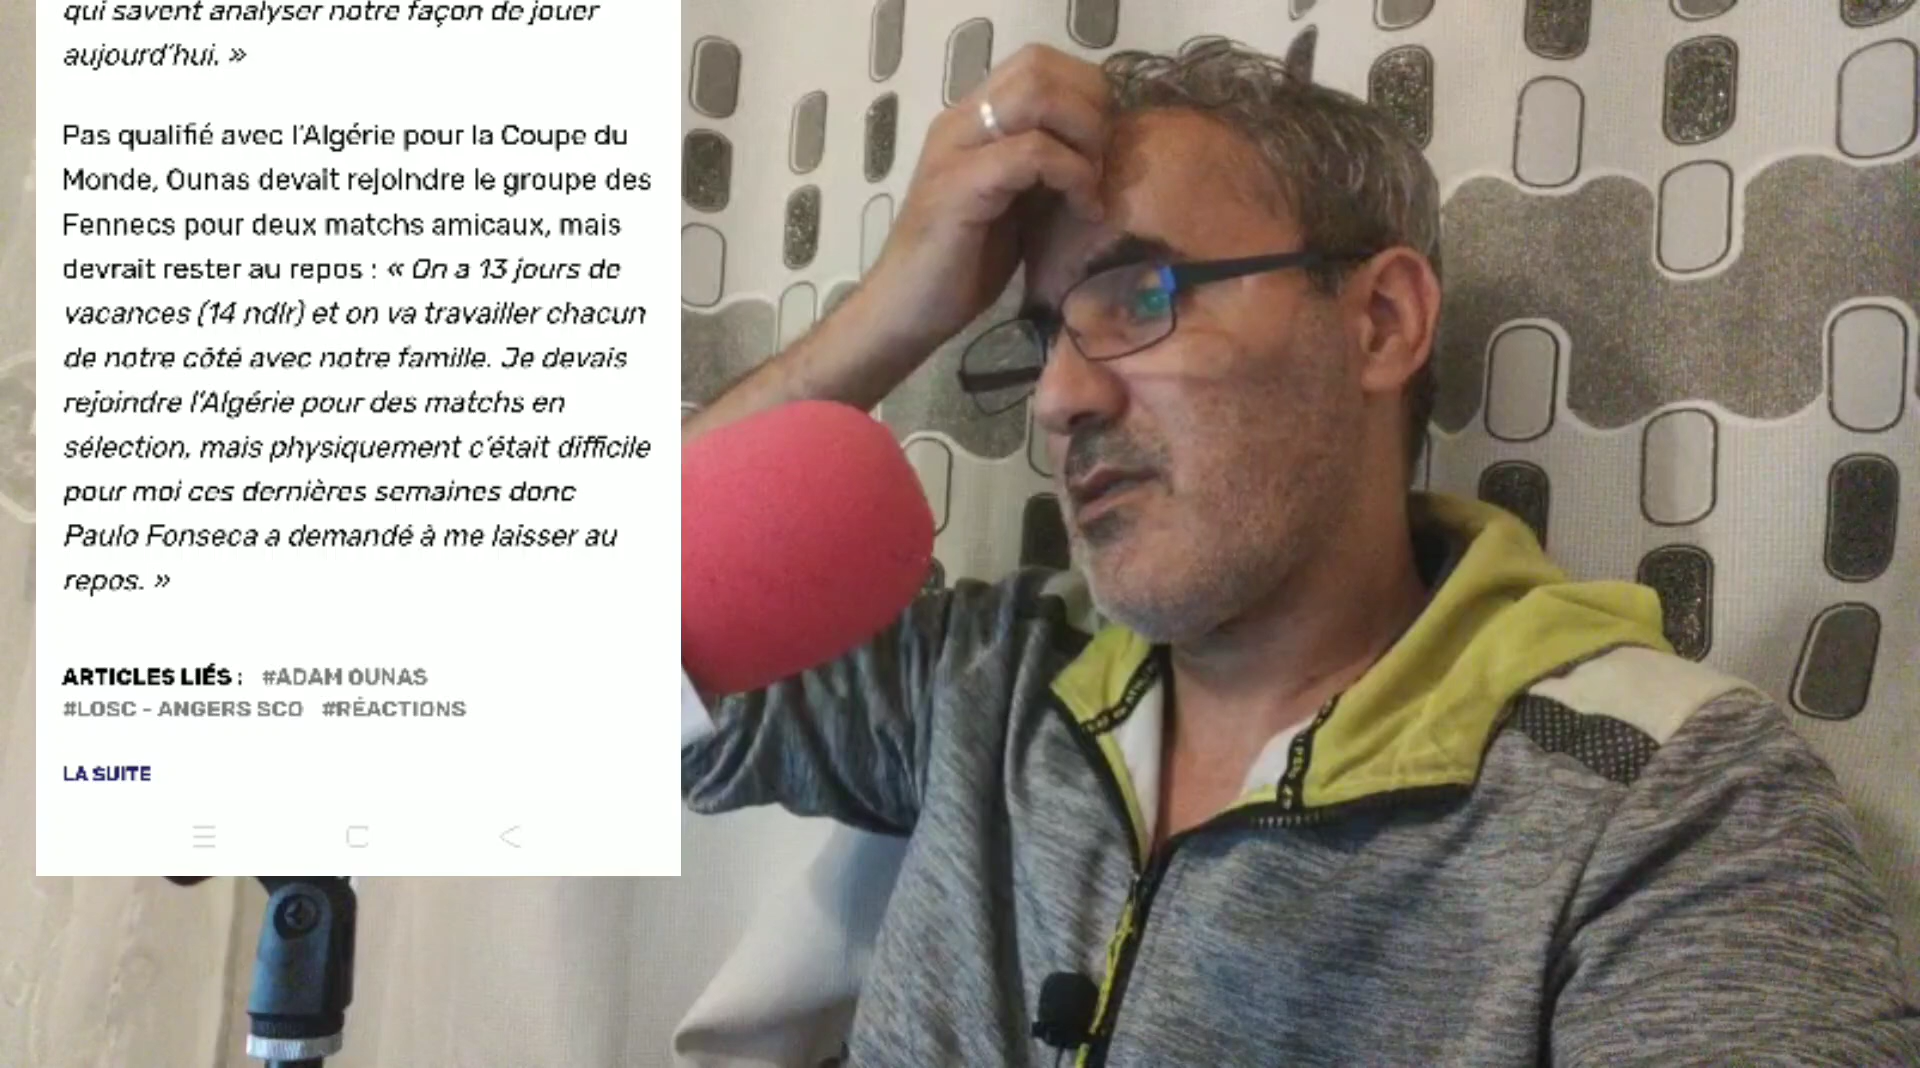 qui savent analyser notre façon de jouer
aujourd'hui. »
Pas qualifié avec l'Algérie pour la Coupe du
Monde, Ounas devait rejoindre le groupe des
Fennecs pour deux matchs amicaux, mais
devrait rester au repos : « On a 13 jours de
vacances (14 ndlr) et on va travailler chacun
de notre côté avec notre famille. Je devais
rejoindre l'Algérie pour des matchs en
sélection, mais physiquement c'était difficile
pour moi ces dernières semaines donc
Paulo Fonseca a demandé à me laisser au
repos. »
ARTICLES LIÉS : #ADAM OUNAS
#LOSC - ANGERS SCO #RÉACTIONS
LA SUITE